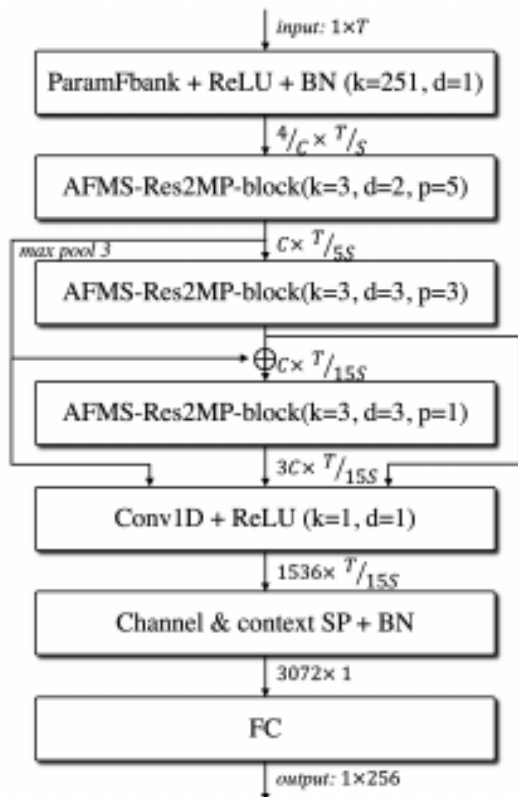 input: 1×T
ParamFbank + ReLU + BN (k=251, d=1)
4/C × T/S
AFMS-Res2MP-block(k=3, d=2, p=5)
max pool 3
C× T/5S
AFMS-Res2MP-block(k=3, d=3, p=3)
C× T/15S
AFMS-Res2MP-block(k=3, d=3, p=1)
3C× T/15S
Conv1D + ReLU (k=1, d=1)
1536× T/15S
Channel & context SP + BN
3072× 1
FC
output: 1×256